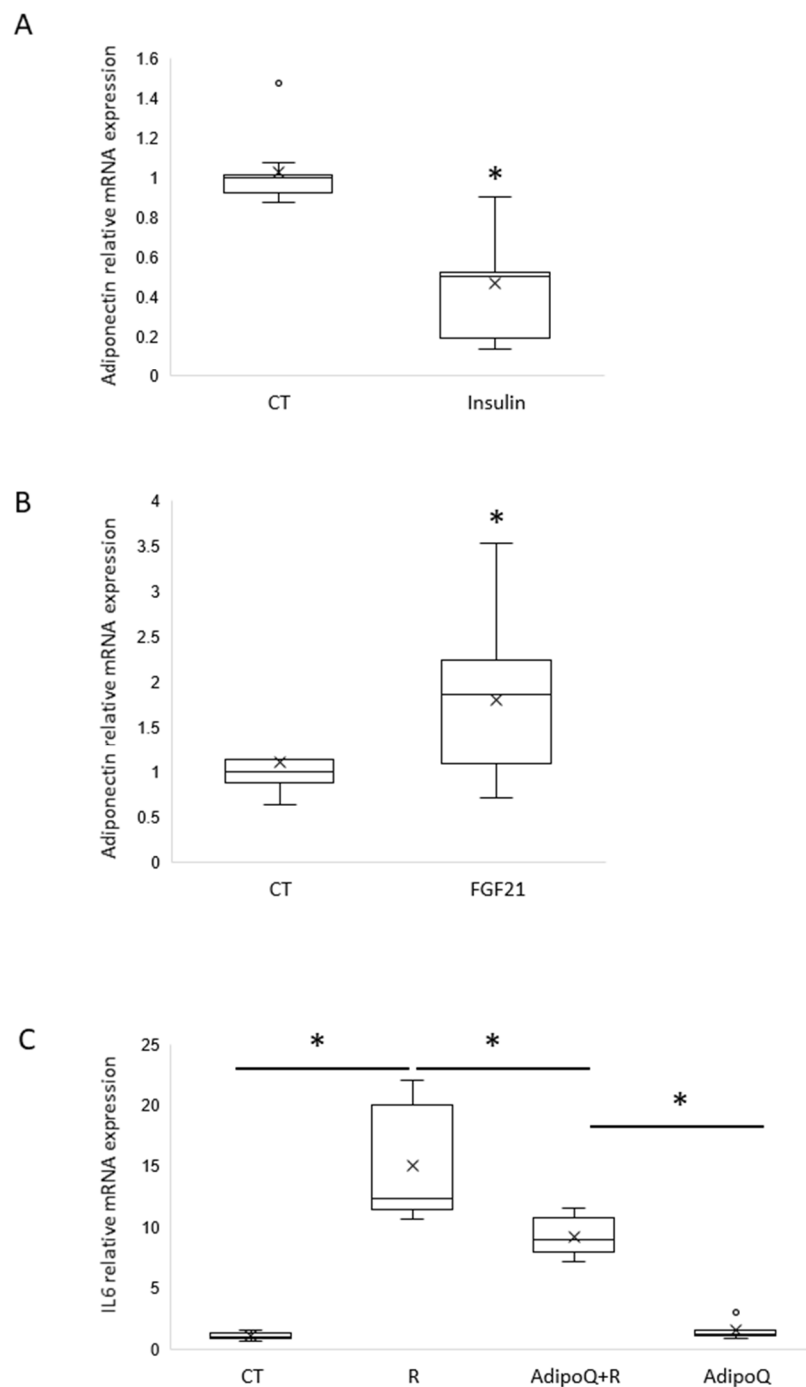 A
Adiponectin relative mRNA expression
1.6
1.4
1.2
1
0.8
0.6
0.4
0.2
0
*
CT Insulin
B
Adiponectin relative mRNA expression
4
3.5
3
2.5
2
1.5
1
0.5
0
*
CT FGF21
C
IL6 relative mRNA expression
25
20
15
10
5
0
* * *
CT R AdipoQ+R AdipoQ